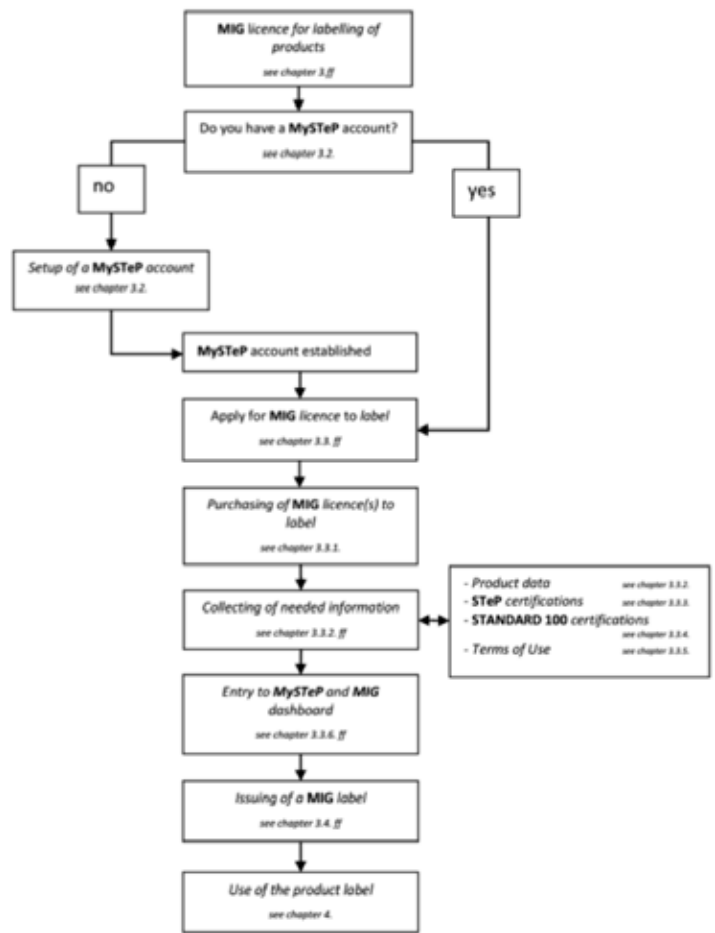 MIG licence for labelling of
products
see chapter 3.ff
Do you have a MySTeP account?
see chapter 3.2.
no
yes
Setup of a MySTeP account
see chapter 3.2.
MySTeP account established
Apply for MIG licence to label
see chapter 3.3. ff
Purchasing of MIG licence(s) to
label
see chapter 3.3.1.
Collecting of needed information
see chapter 3.3.2. ff
- Product data see chapter 3.3.2.
- STeP certifications see chapter 3.3.3.
- STANDARD 100 certifications
see chapter 3.3.4.
- Terms of Use see chapter 3.3.5.
Entry to MySTeP and MIG
dashboard
see chapter 3.3.6. ff
Issuing of a MIG label
see chapter 3.4. ff
Use of the product label
see chapter 4.